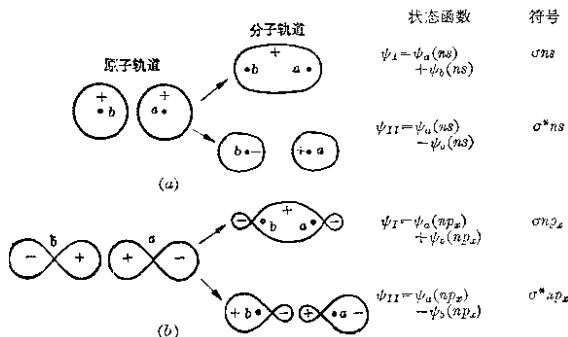 状态函数 符号
分子轨道
原子轨道
+ b a
ψI=ψa(ns) σns
+ψb(ns)
+ b a +
b - + a
ψII=ψa(ns) σ*ns
-ψb(ns)
(a)
b a
- + + -
- + b a -
ψI=ψa(npx) σnpx
+ψb(npx)
+ b - + a -
ψII=ψa(npx) σ*npx
-ψb(npx)
(b)